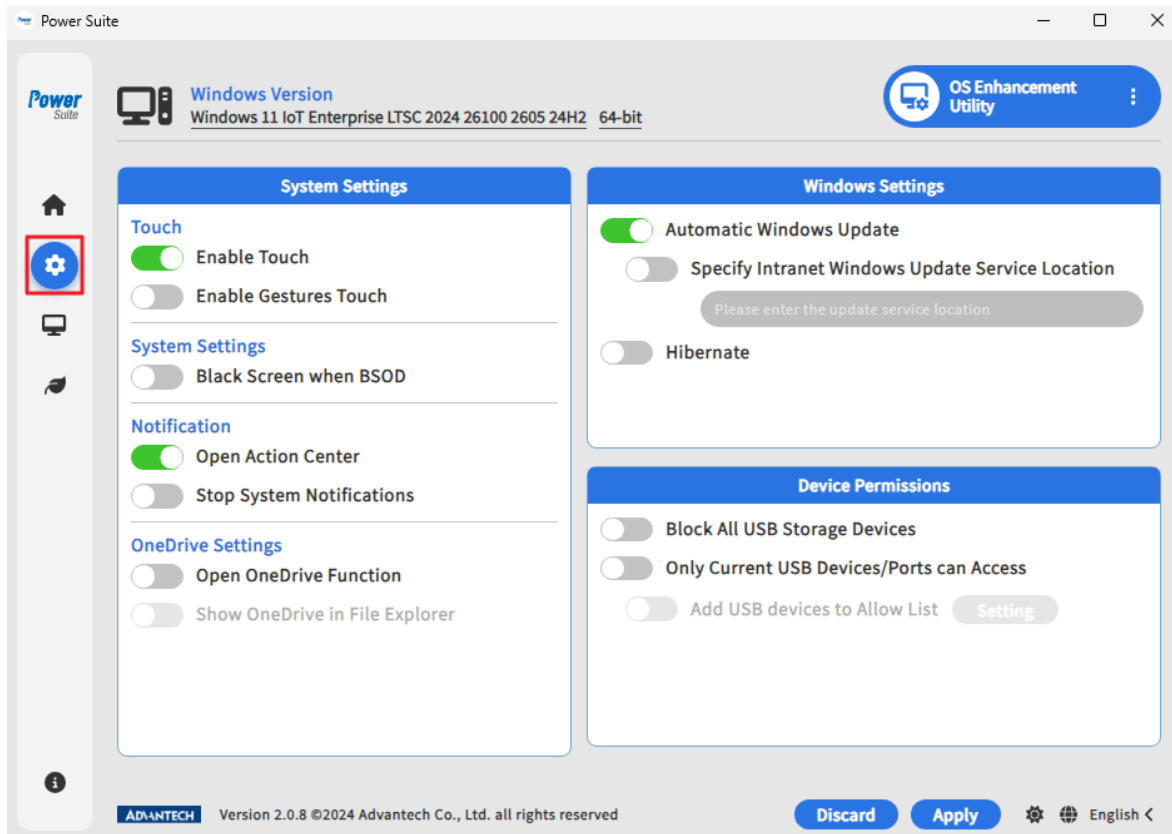 Power Suite
Power
Suite
Windows Version
Windows 11 IoT Enterprise LTSC 2024 26100 2605 24H2 64-bit
OS Enhancement
Utility
System Settings
Touch
Enable Touch
Enable Gestures Touch
System Settings
Black Screen when BSOD
Notification
Open Action Center
Stop System Notifications
OneDrive Settings
Open OneDrive Function
Show OneDrive in File Explorer
Windows Settings
Automatic Windows Update
Specify Intranet Windows Update Service Location
Please enter the update service location
Hibernate
Device Permissions
Block All USB Storage Devices
Only Current USB Devices/Ports can Access
Add USB devices to Allow List Setting
ADVANTECH Version 2.0.8 ©2024 Advantech Co., Ltd. all rights reserved
Discard Apply English